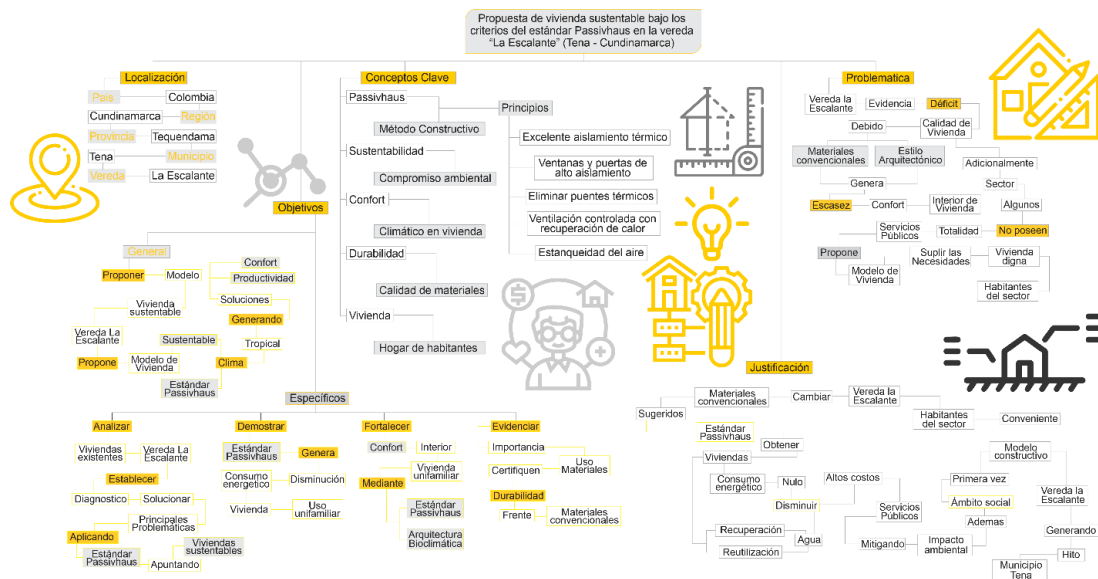 Propuesta de vivienda sustentable bajo los
criterios del estándar Passivhaus en la vereda
“La Escalante” (Tena - Cundinamarca)
Localización
País
Colombia
Cundinamarca
Región
Provincia
Tequendama
Tena
Municipio
Vereda
La Escalante
Objetivos
General
Proponer
Modelo
Vivienda
sustentable
Vereda La
Escalante
Propone
Modelo de
Vivienda
Estándar
Passivhaus
Sustentable
Clima
Tropical
Generando
Soluciones
Confort
Productividad
Específicos
Analizar
Viviendas
existentes
Vereda La
Escalante
Establecer
Diagnostico
Solucionar
Principales
Problemáticas
Aplicando
Estándar
Passivhaus
Apuntando
Viviendas
sustentables
Demostrar
Estándar
Passivhaus
Genera
Consumo
energetico
Disminución
Vivienda
Uso
unifamiliar
Fortalecer
Confort
Interior
Vivienda
unifamiliar
Mediante
Estándar
Passivhaus
Arquitectura
Bioclimática
Evidenciar
Importancia
Uso
Materiales
Certifiquen
Durabilidad
Frente
Materiales
convencionales
Conceptos Clave
Passivhaus
Método Constructivo
Sustentabilidad
Compromiso ambiental
Confort
Climático en vivienda
Durabilidad
Calidad de materiales
Vivienda
Hogar de habitantes
Principios
Excelente aislamiento térmico
Ventanas y puertas de
alto aislamiento
Eliminar puentes térmicos
Ventilación controlada con
recuperación de calor
Estanqueidad del aire
Problematica
Vereda la
Escalante
Evidencia
Déficit
Debido
Calidad de
Vivienda
Materiales
convencionales
Estilo
Arquitectónico
Adicionalmente
Genera
Sector
Escasez
Confort
Interior de
Vivienda
Algunos
Servicios
Públicos
Totalidad
No poseen
Propone
Modelo de
Vivienda
Suplir las
Necesidades
Vivienda
digna
Habitantes
del sector
Justificación
Sugeridos
Materiales
convencionales
Cambiar
Vereda la
Escalante
Habitantes
del sector
Conveniente
Estándar
Passivhaus
Obtener
Viviendas
Consumo
energético
Nulo
Disminuir
Altos costos
Servicios
Públicos
Recuperación
Agua
Reutilización
Mitigando
Impacto
ambiental
Ademas
Ámbito social
Primera vez
Modelo
constructivo
Vereda la
Escalante
Generando
Hito
Municipio
Tena